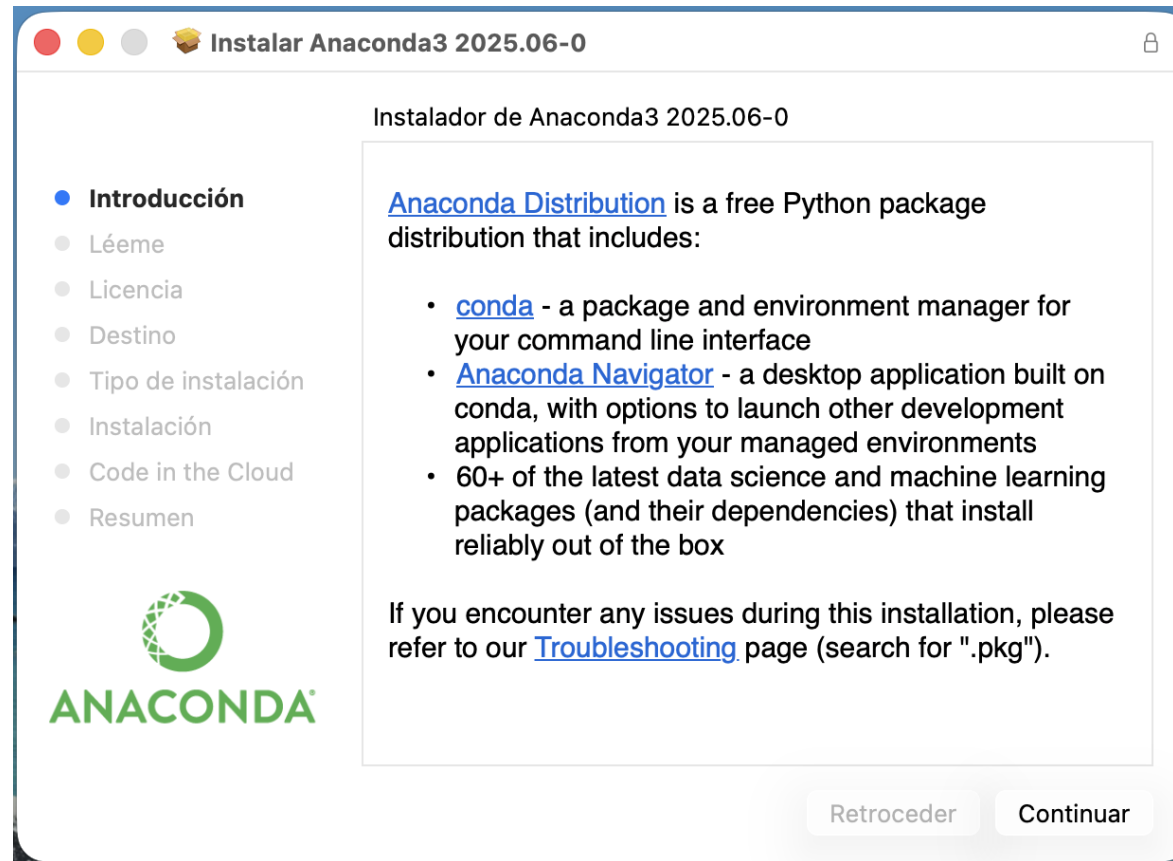 Instalar Anaconda3 2025.06-0
Instalador de Anaconda3 2025.06-0
Introducción
Léeme
Licencia
Destino
Tipo de instalación
Instalación
Code in the Cloud
Resumen
ANACONDA
Anaconda Distribution is a free Python package
distribution that includes:
• conda - a package and environment manager for
your command line interface
• Anaconda Navigator - a desktop application built on
conda, with options to launch other development
applications from your managed environments
• 60+ of the latest data science and machine learning
packages (and their dependencies) that install
reliably out of the box
If you encounter any issues during this installation, please
refer to our Troubleshooting page (search for ".pkg").
Retroceder
Continuar